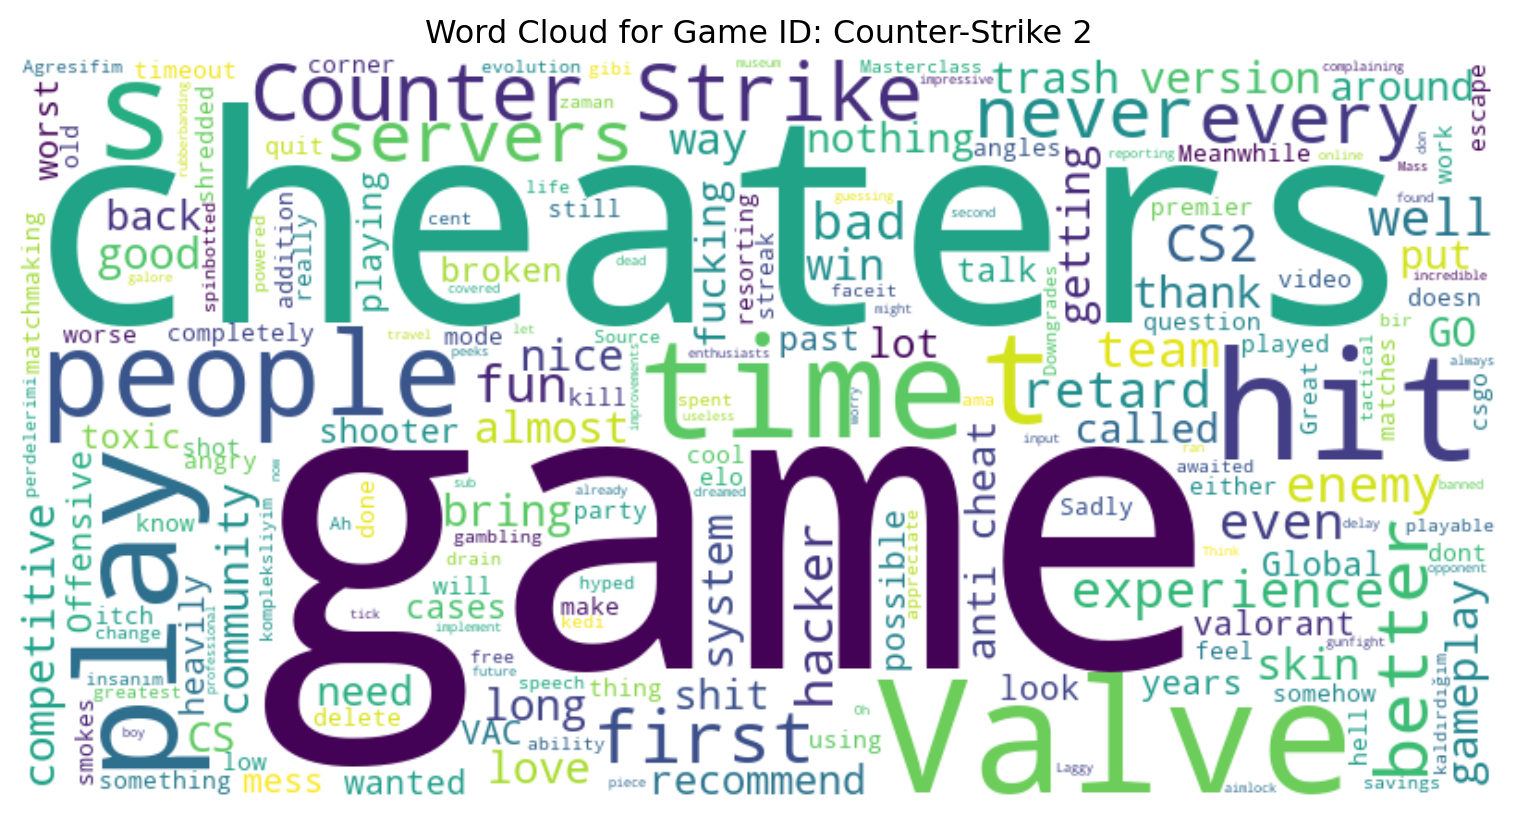 Word Cloud for Game ID: Counter-Strike 2
Agresifim timeout corner evolution gibi museum Masterclass impressive trash version complaining around escape
worst old rubberbanding shredded s Counter Strike zaman never every don
quit servers way nothing angles reporting Meanwhile online Mass work
cheaters
back good spinbotted galore powered addition really playing cent life still dead covered broken fucking resorting streak guessing bad win faceit might second talk getting premier CS2 thank video found well put incredible doesn
matchmaking worse completely travel mode let peeks Source enthusiasts past lot Downgrades question played bir GO
people nice fun kill improvements time spent useless worry ama t team retard hit Great tactical matches always csgo
perdelerimi toxic shot angry shooter almost cool elo dreamed input called awaited either enemy banned
competitive Offensive play know now community kompleksliyim Ah done game sub bring already party gambling drain hyped system hacker possible appreciate anti cheat Sadly even delay playable Think Global dont opponent
itch change heavily professional tick will cases implement make kedi experience valorant gunfight better gameplay
insanım greatest free future feel skin
smokes boy CS need delete long speech thing shit look years somehow
VAC ability first Oh using Valve hell kaldırdığım
something low mess wanted love piece recommend Laggy aimlock savings ran